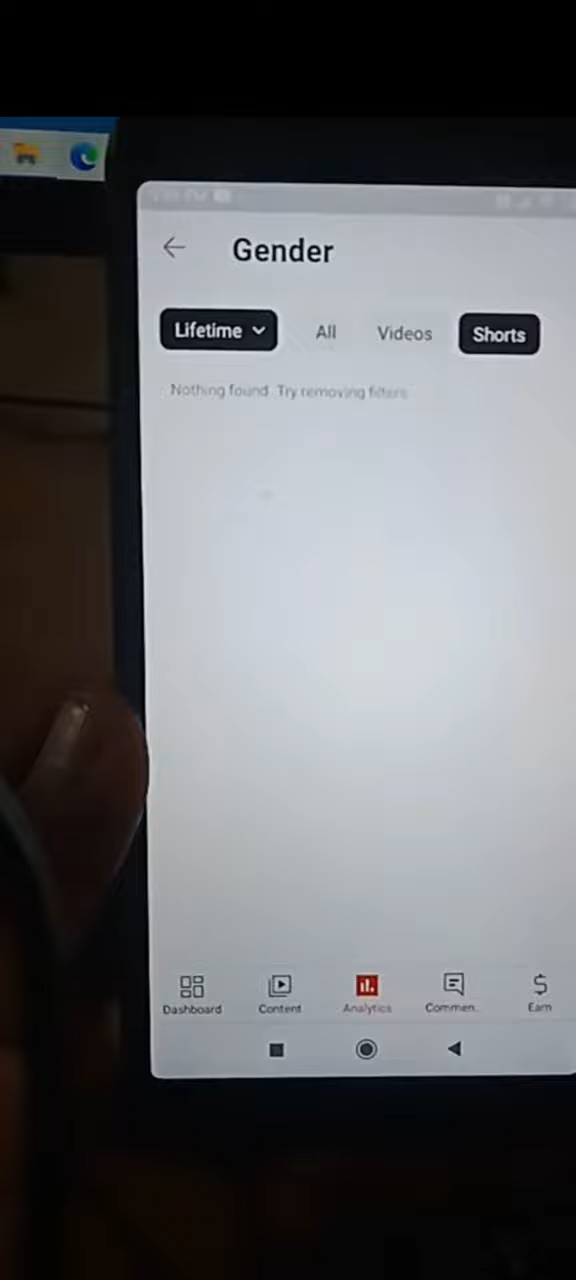 Gender
Lifetime All Videos Shorts
Nothing found. Try removing filters.
Dashboard Content Analytics Commen.. Earn